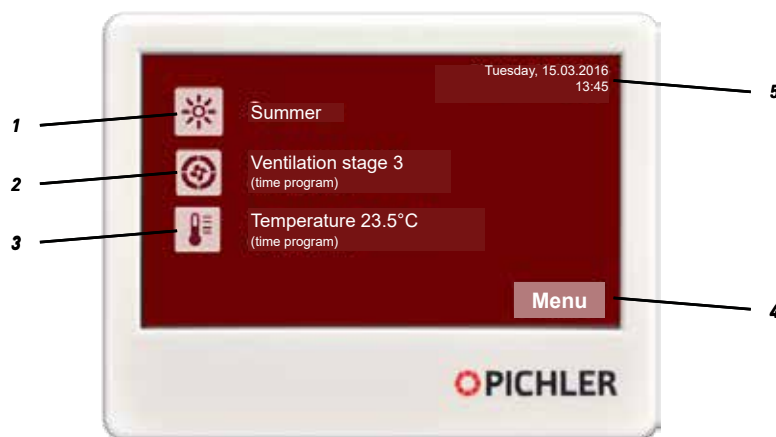 Tuesday, 15.03.2016
13:45
1
Summer
5
2
Ventilation stage 3
(time program)
3
Temperature 23.5°C
(time program)
Menu
4
PICHLER